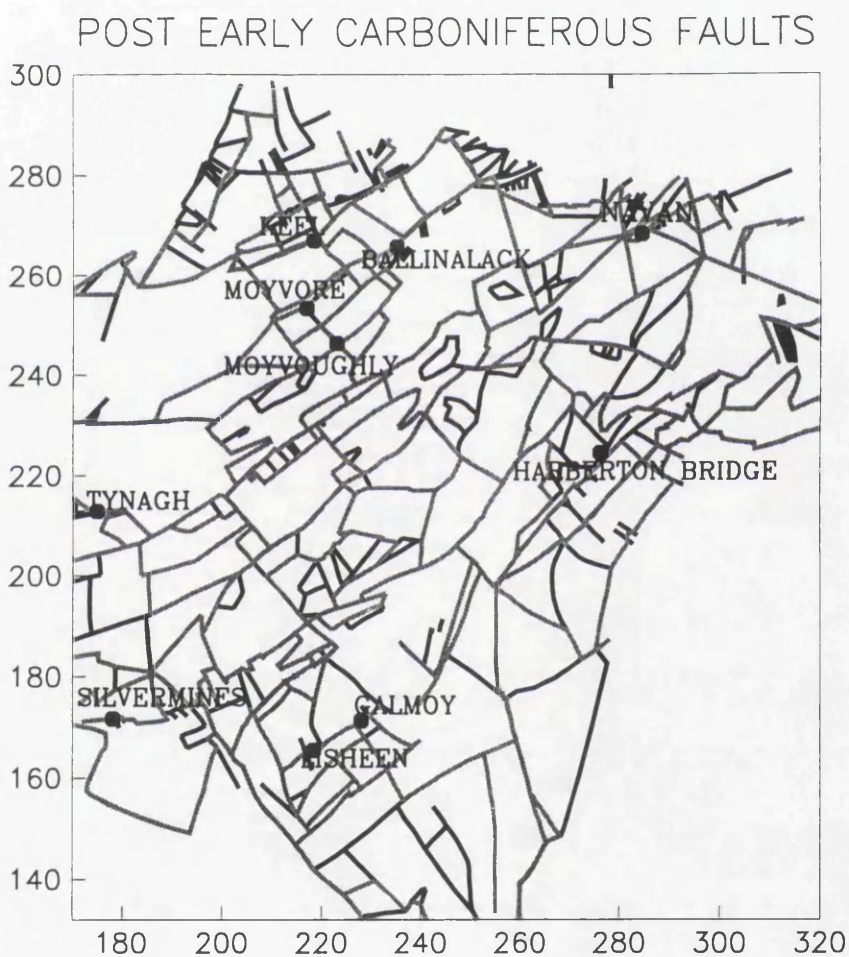 POST EARLY CARBONIFEROUS FAULTS
300
280
NAVAN
KEEL
BALLINALACK
260
MOYVORE
MOYVOUGHLY
240
HARBERTON BRIDGE
220
TYNAGH
200
180
SILVERMINES
GALMOY
LISHEEN
160
140
180 200 220 240 260 280 300 320